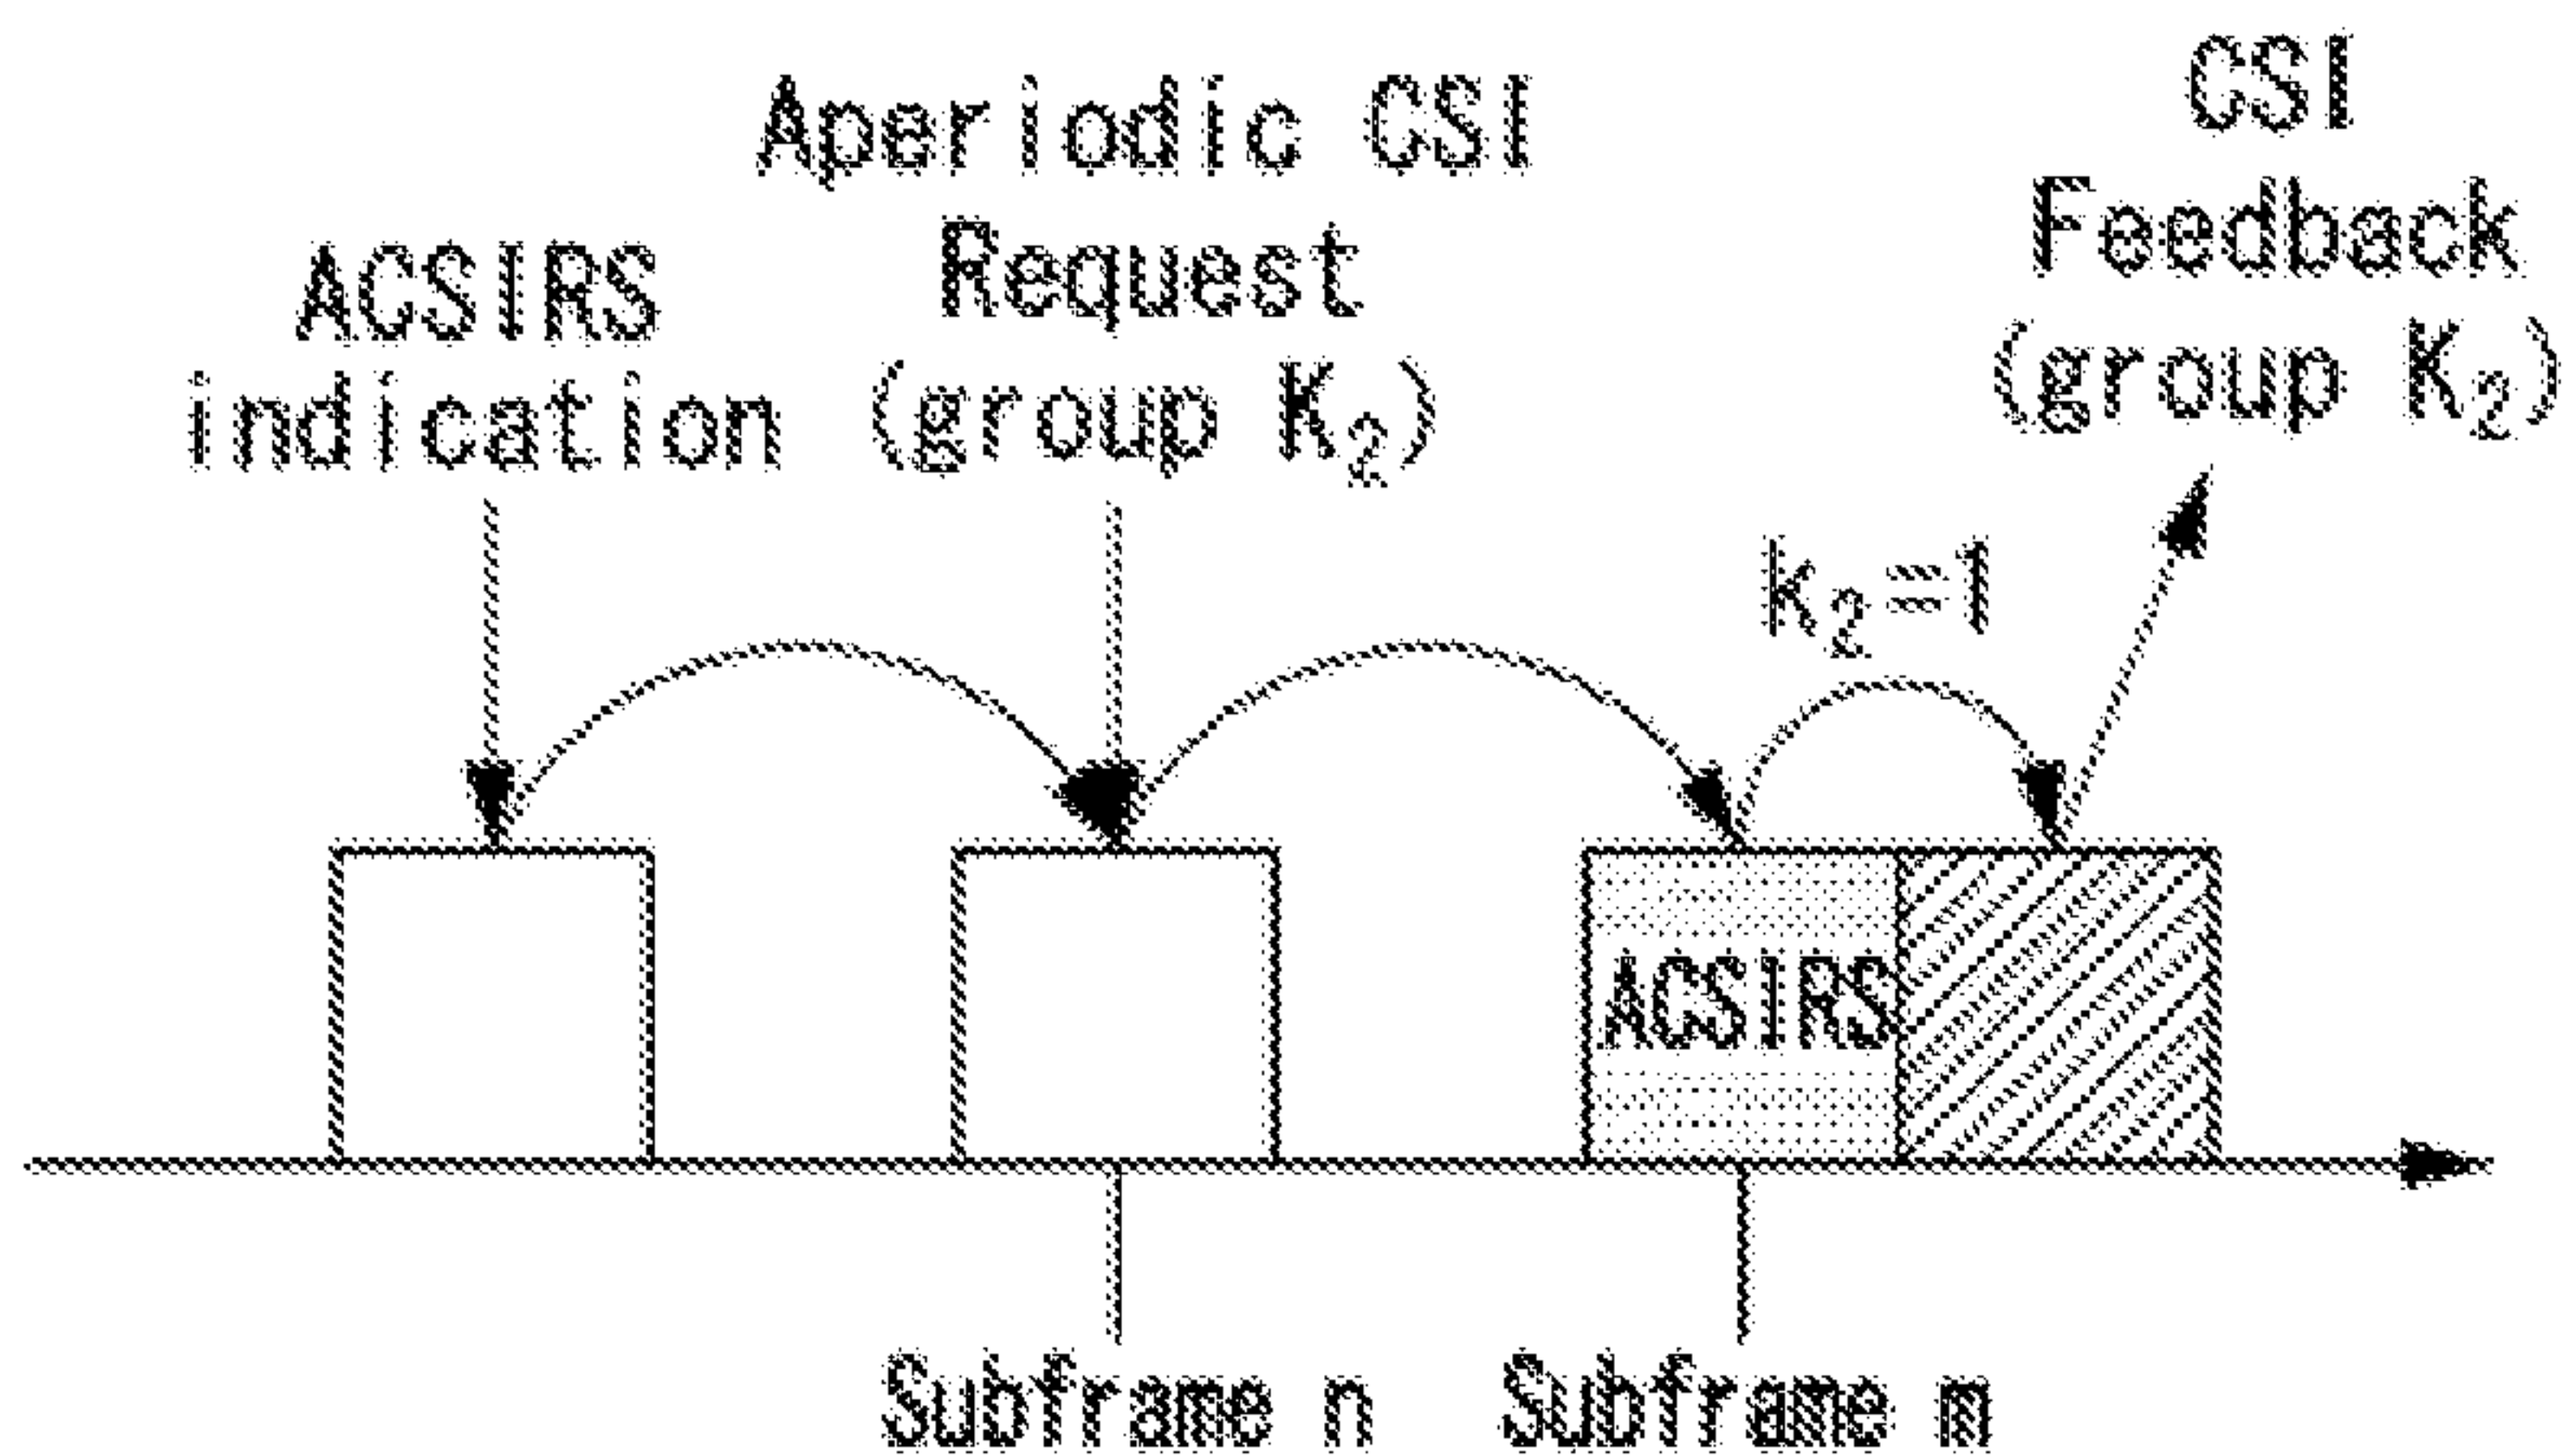 ACSIRS
indication
Aperiodic CSI
Request
(group K₂)
CSI
Feedback
(group K₂)
k₂=1
ACSIRS
Subframe n
Subframe m